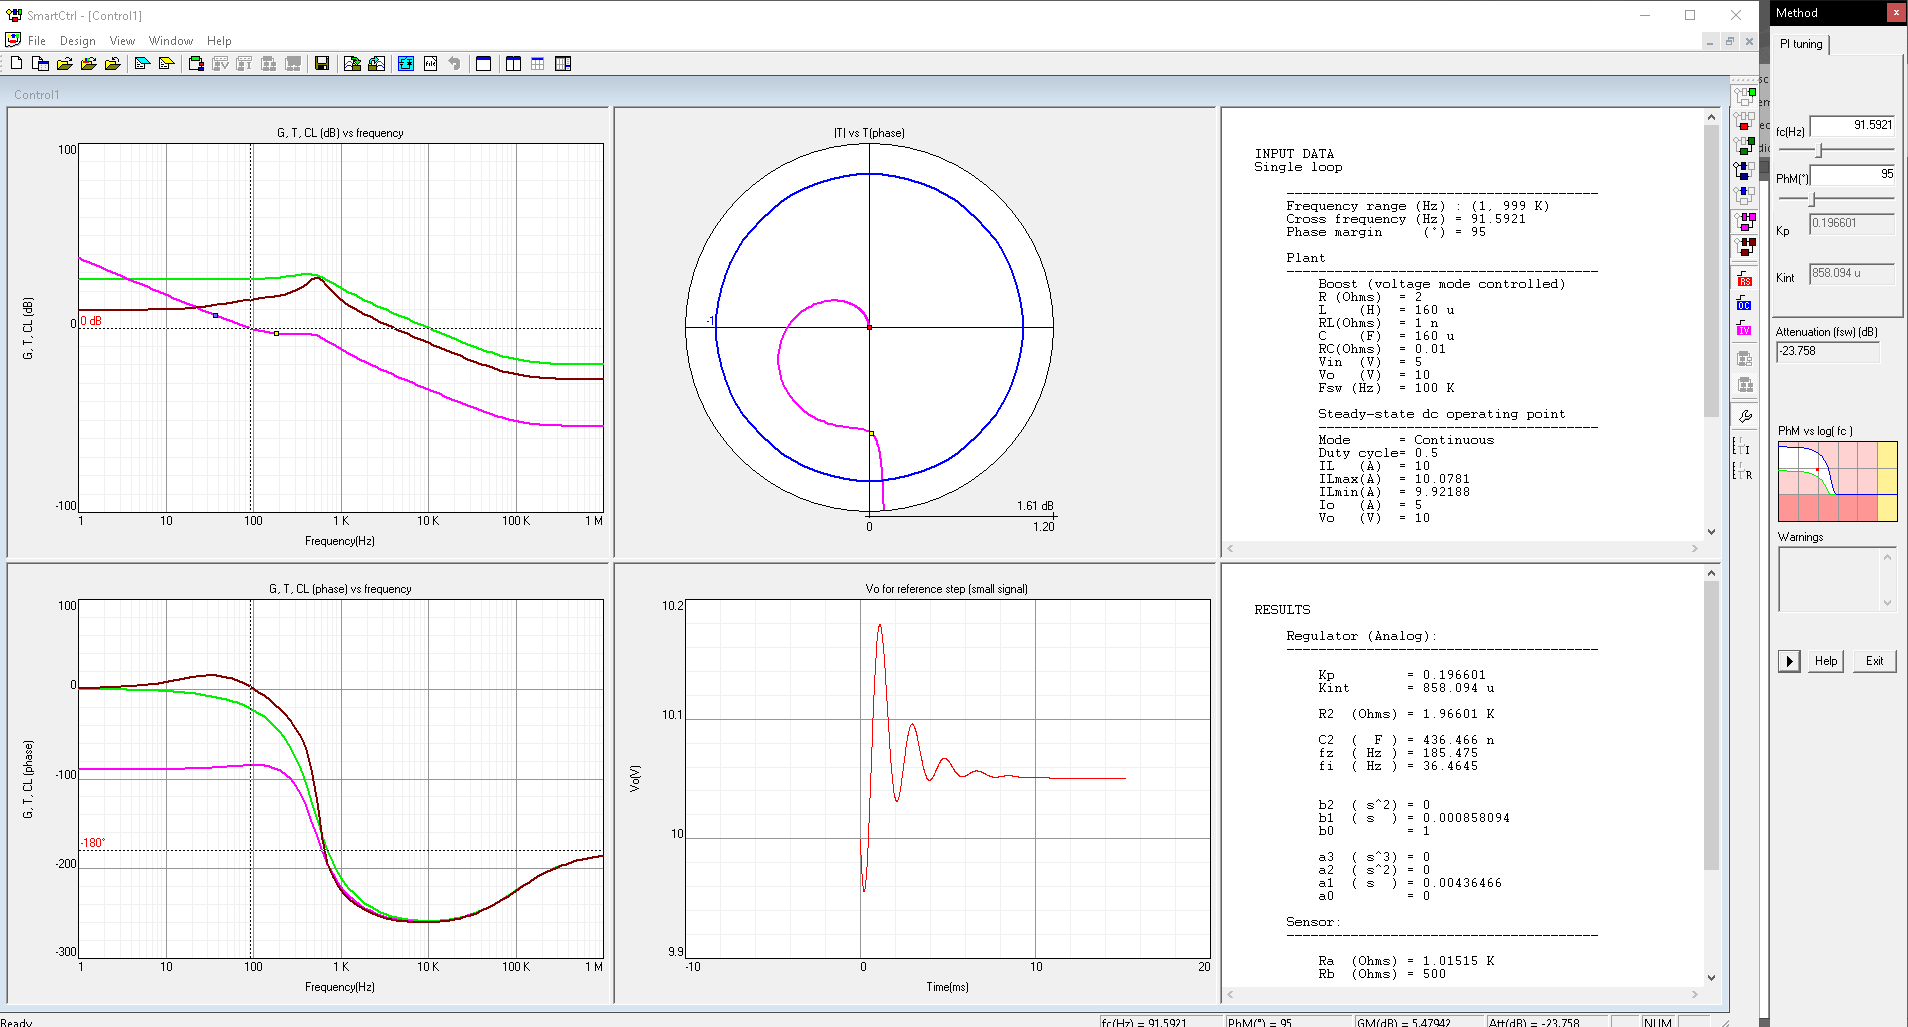 SmartCtrl - [Control1]
File Design View Window Help
Control1
G, T, CL (dB) vs frequency
G, T, CL (dB)
100
0
0 dB
-100
1 10 100 1 K 10 K 100 K 1 M
Frequency(Hz)
|T| vs T(phase)
-1
1.61 dB
0 1.20
INPUT DATA
Single loop
Frequency range (Hz) : (1, 999 K)
Cross frequency (Hz) = 91.5921
Phase margin (°) = 95
Plant
Boost (voltage mode controlled)
R (Ohms) = 2
L (H) = 160 u
RL(Ohms) = 1 n
C (F) = 160 u
RC(Ohms) = 0.01
Vin (V) = 5
Vo (V) = 10
Fsw (Hz) = 100 K
Steady-state dc operating point
Mode = Continuous
Duty cycle= 0.5
IL (A) = 10
ILmax(A) = 10.0781
ILmin(A) = 9.92188
Io (A) = 5
Vo (V) = 10
G, T, CL (phase) vs frequency
G, T, CL (phase)
100
0
-100
-180°
-200
-300
1 10 100 1 K 10 K 100 K 1 M
Frequency(Hz)
Vo for reference step (small signal)
Vo(V)
10.2
10.1
10
9.9
-10 0 10 20
Time(ms)
RESULTS
Regulator (Analog):
Kp = 0.196601
Kint = 858.094 u
R2 (Ohms) = 1.96601 K
C2 ( F ) = 436.466 n
fz ( Hz ) = 185.475
fi ( Hz ) = 36.4645
b2 ( s^2) = 0
b1 ( s ) = 0.000858094
b0 = 1
a3 ( s^3) = 0
a2 ( s^2) = 0
a1 ( s ) = 0.00436466
a0 = 0
Sensor:
Ra (Ohms) = 1.01515 K
Rb (Ohms) = 500
Method
PI tuning
fc(Hz) 91.5921
PhM(°) 95
Kp 0.196601
Kint 858.094 u
Attenuation (fsw) (dB)
-23.758
PhM vs log( fc )
Warnings
Help Exit
Ready
fc(Hz) = 91.5921 PhM(°) = 95 GM(dB) = 5.47942 Att(dB) = -23.758 NUM